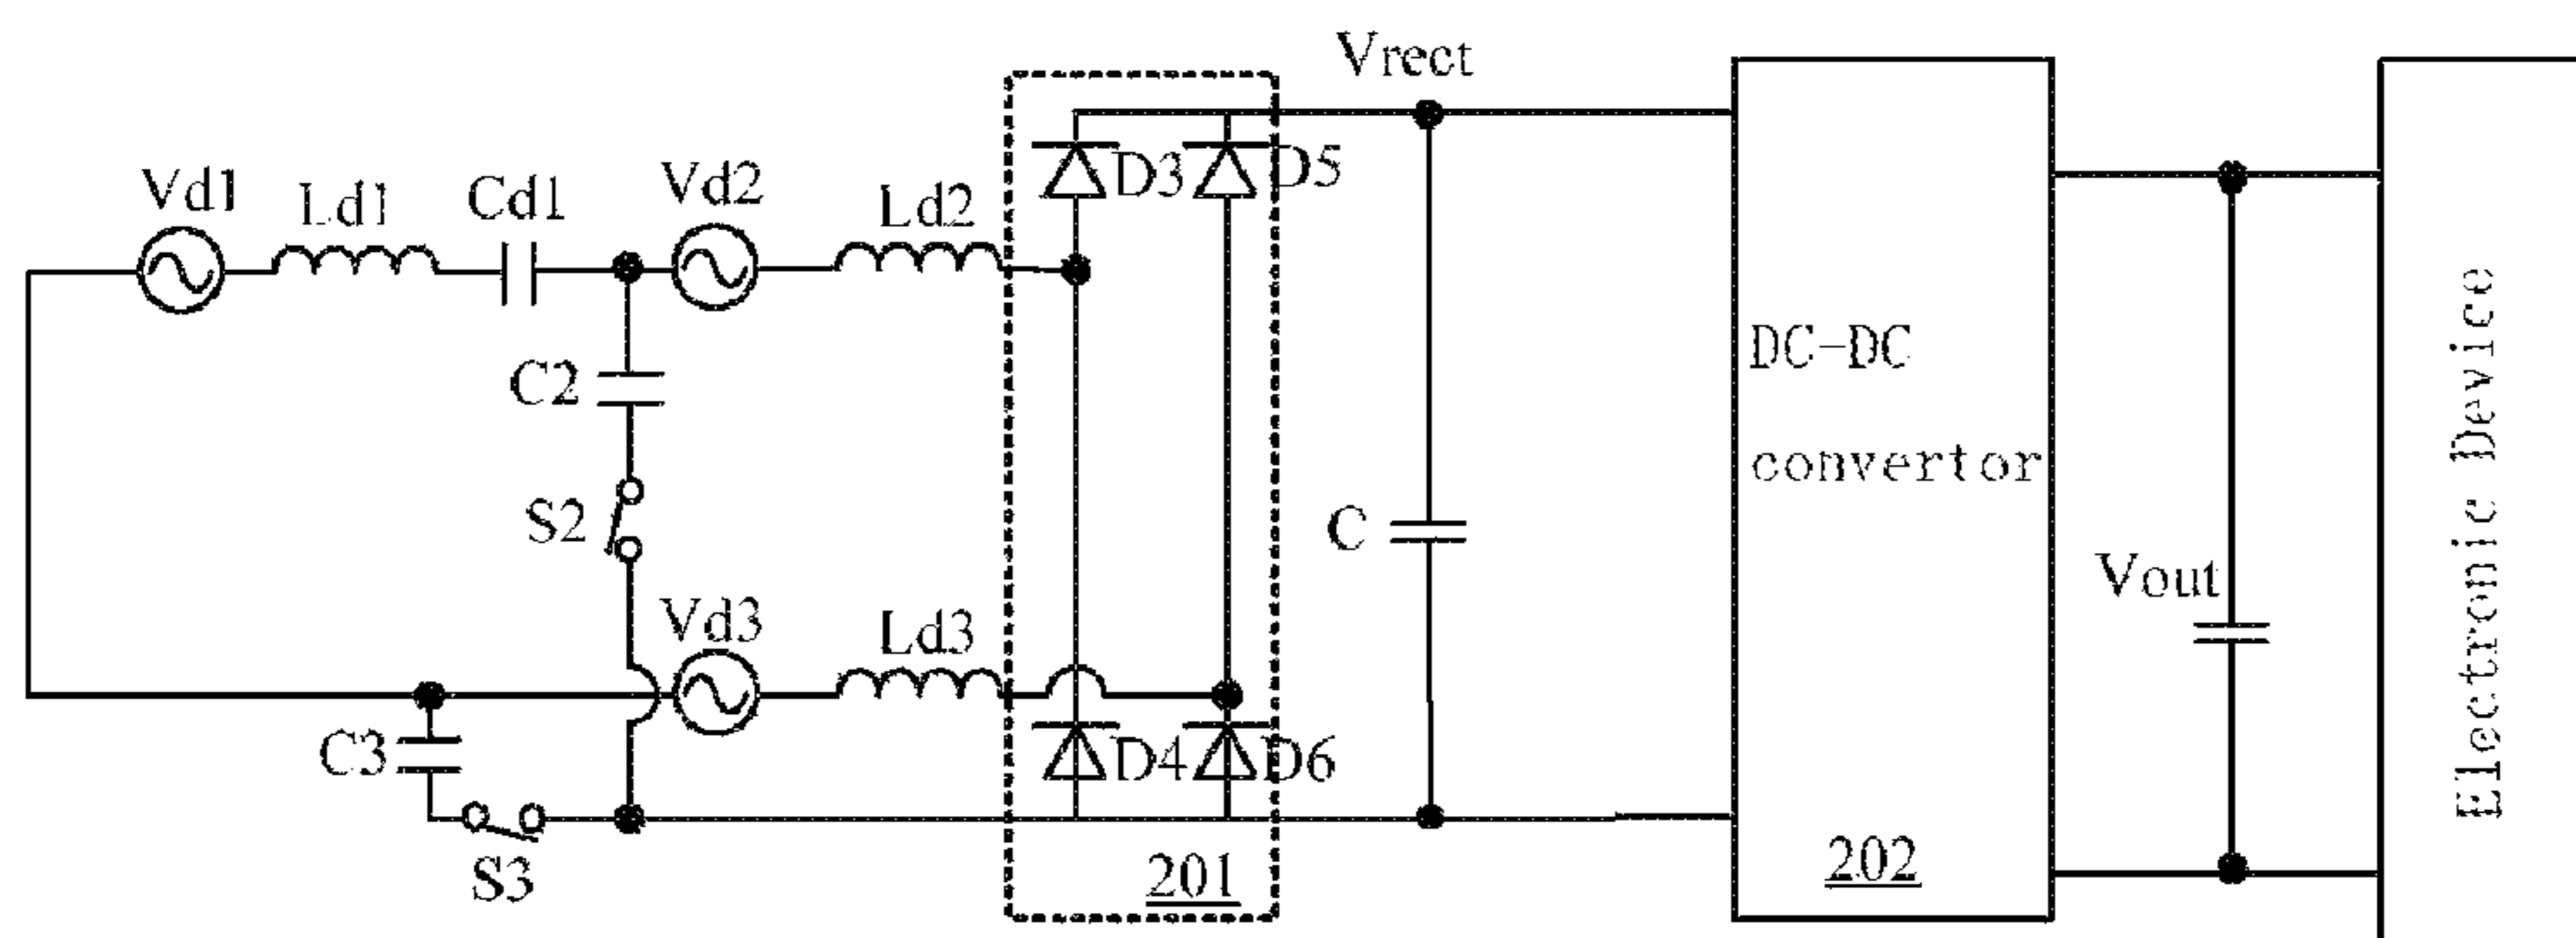 Vrect
Vd1
Ld1
Cd1
Vd2
Ld2
D3
D5
C2
S2
C
DC-DC
convertor
Vout
Electronic Device
Vd3
Ld3
C3
S3
D4
D6
201
202